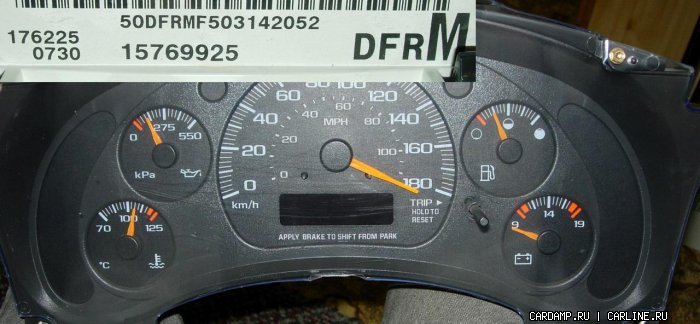 50DFRMF503142052
176225
0730
15769925
DFRM
60 80 100 120
40 140
20 160
0 180
km/h
0 20 40 60 80 100
MPH
TRIP ►
HOLD TO
RESET
APPLY BRAKE TO SHIFT FROM PARK
0 275 550
kPa
70 100 125
°C
9 14 19
CARDAMP.RU | CARLINE.RU